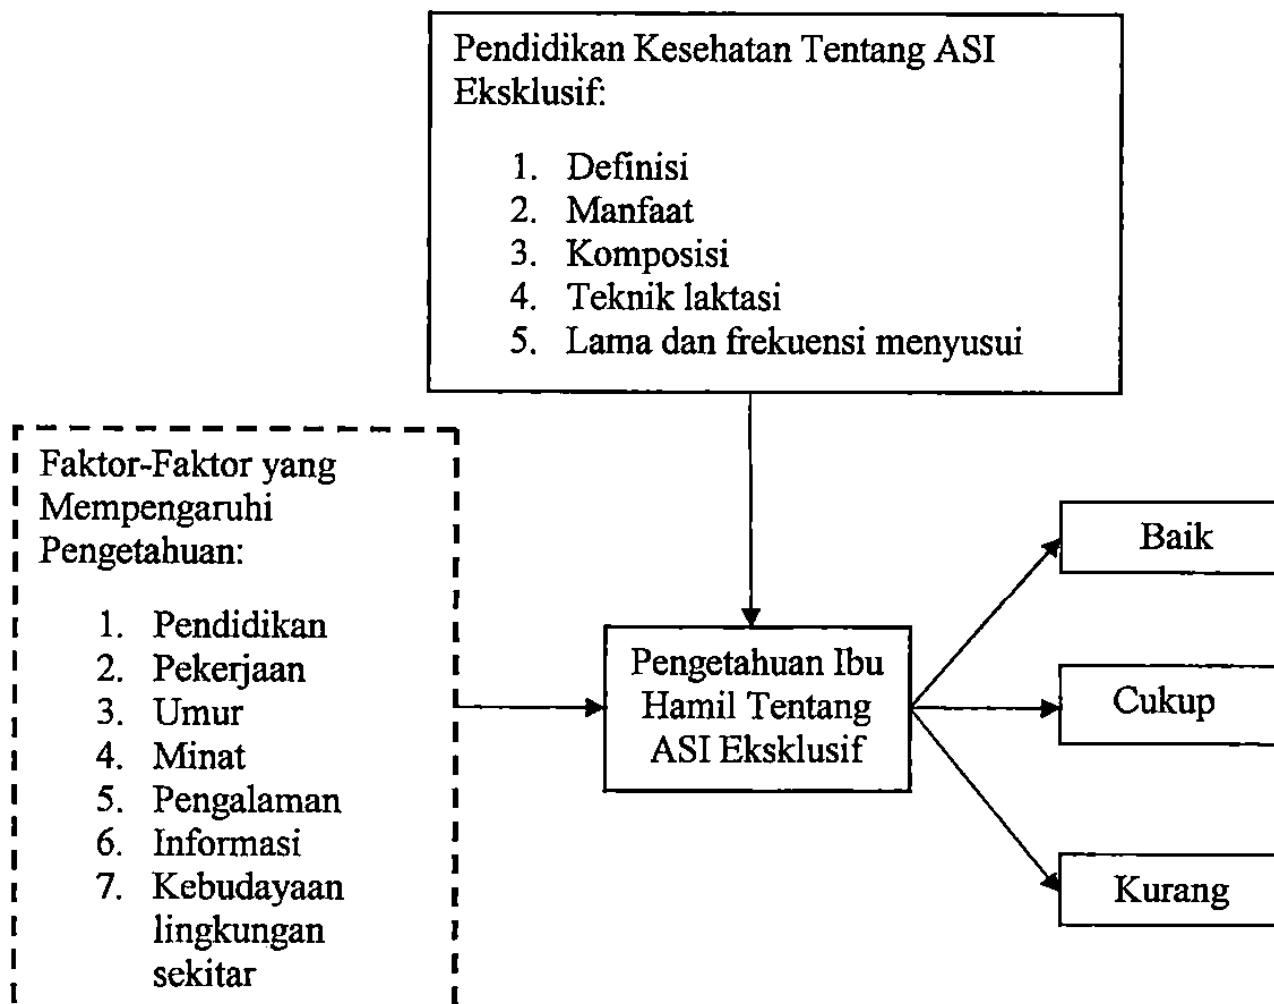 Pendidikan Kesehatan Tentang ASI
Eksklusif:
1. Definisi
2. Manfaat
3. Komposisi
4. Teknik laktasi
5. Lama dan frekuensi menyusui
Faktor-Faktor yang
Mempengaruhi
Pengetahuan:
1. Pendidikan
2. Pekerjaan
3. Umur
4. Minat
5. Pengalaman
6. Informasi
7. Kebudayaan
lingkungan
sekitar
Pengetahuan Ibu
Hamil Tentang
ASI Eksklusif
Baik
Cukup
Kurang